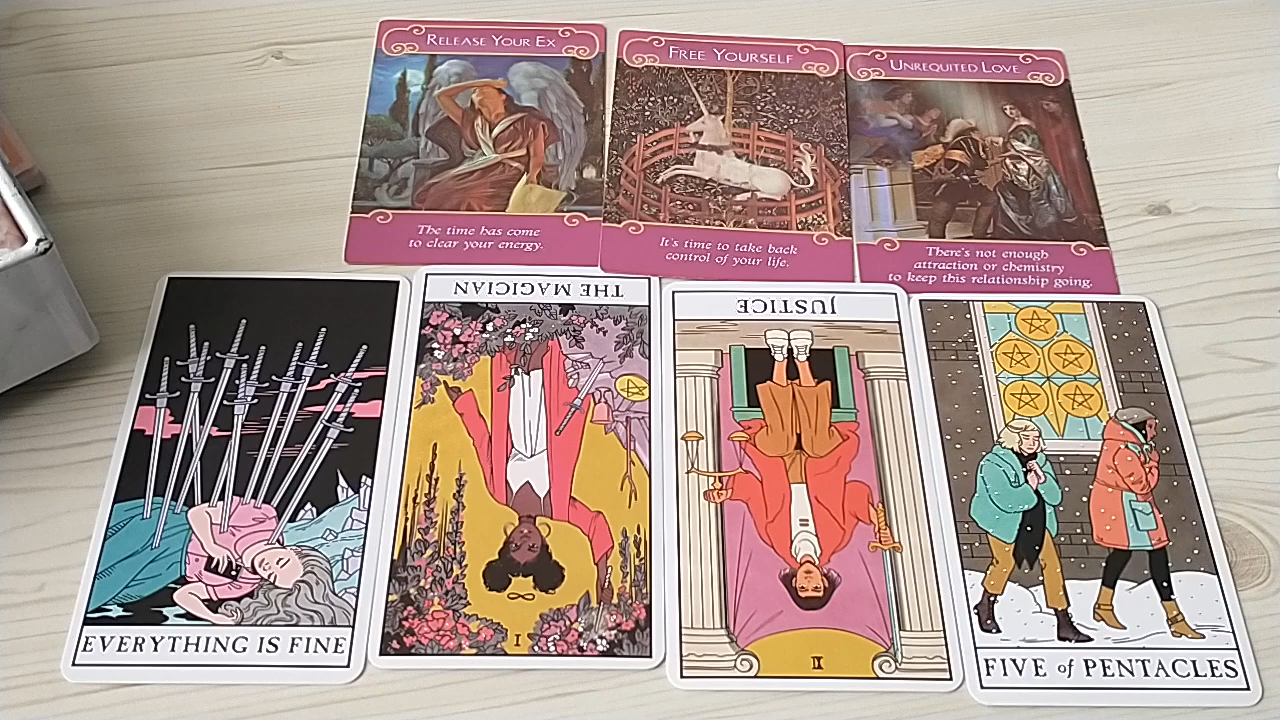 RELEASE YOUR EX
The time has come
to clear your energy.
FREE YOURSELF
It's time to take back
control of your life.
UNREQUITED LOVE
There's not enough
attraction or chemistry
to keep this relationship going.
EVERYTHING IS FINE
THE MAGICIAN
I
JUSTICE
XI
FIVE of PENTACLES